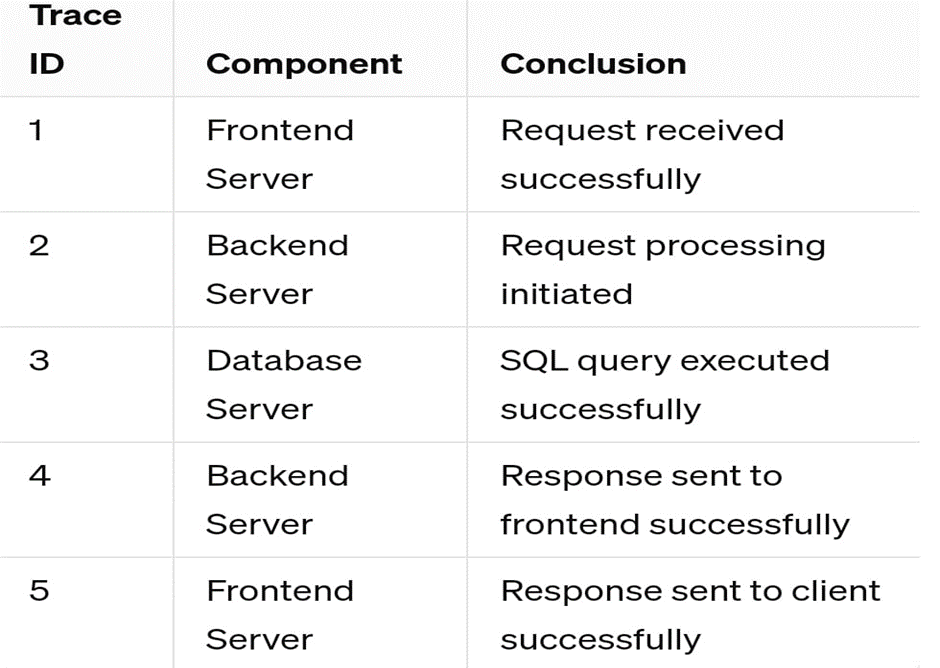 Trace
ID Component Conclusion
1 Frontend Request received
Server successfully
2 Backend Request processing
Server initiated
3 Database SQL query executed
Server successfully
4 Backend Response sent to
Server frontend successfully
5 Frontend Response sent to client
Server successfully